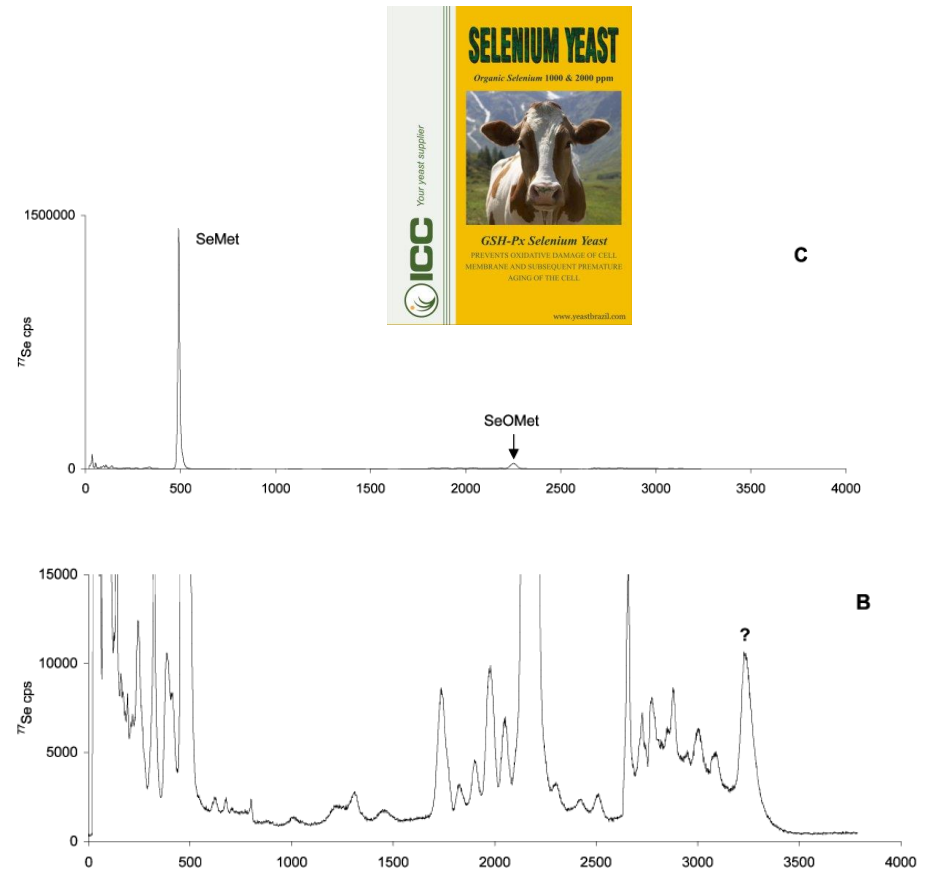 SELENIUM YEAST
Organic Selenium 1000 & 2000 ppm
Your yeast supplier
ICC
GSH-Px Selenium Yeast
PREVENTS OXIDATIVE DAMAGE OF CELL
MEMBRANE AND SUBSEQUENT PREMATURE
AGING OF THE CELL
www.yeastbrazil.com
1500000
SeMet
C
77Se cps
SeOMet
0
0 500 1000 1500 2000 2500 3000 3500 4000
15000
B
?
10000
77Se cps
5000
0
0 500 1000 1500 2000 2500 3000 3500 4000